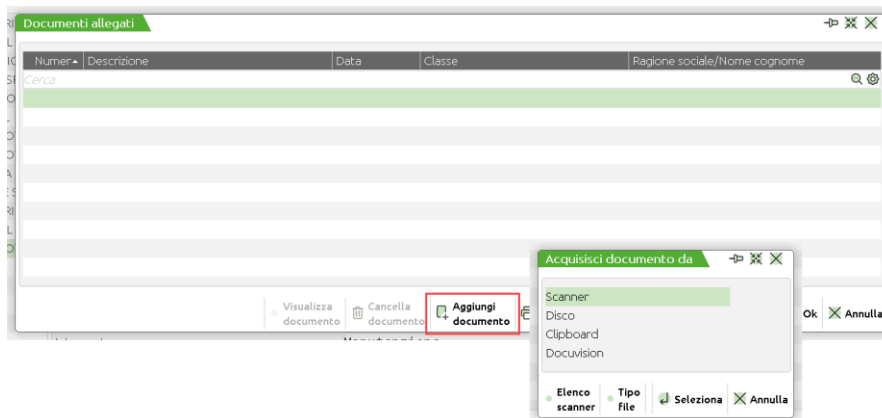 Documenti allegati
Numer Descrizione Data Classe Ragione sociale/Nome cognome
Cerca
Visualizza documento
Cancella documento
Aggiungi documento
Ok
Annulla
Acquisisci documento da
Scanner
Disco
Clipboard
Docuvision
Elenco scanner
Tipo File
Seleziona
Annulla